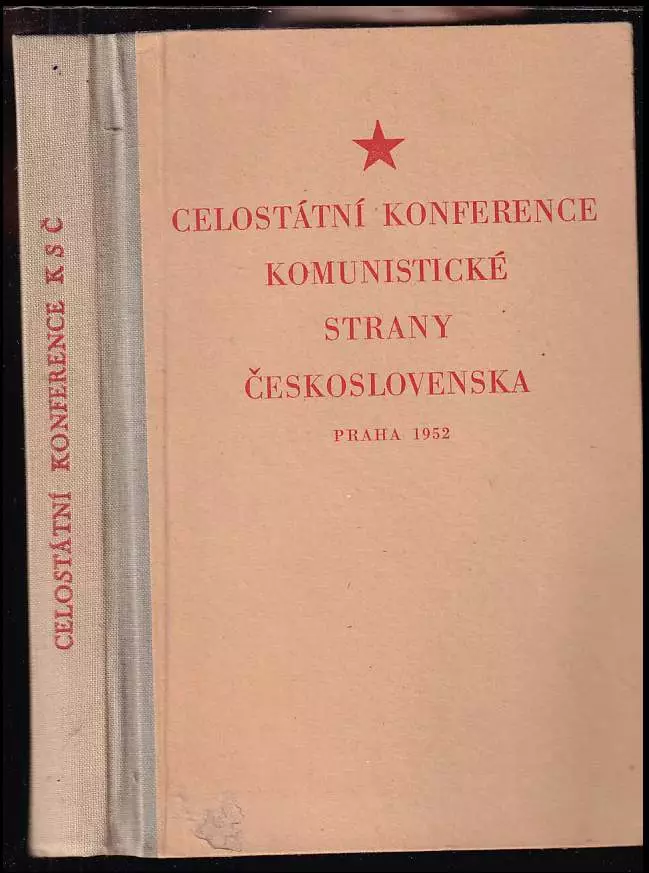 CELOSTÁTNÍ KONFERENCE K S Č
CELOSTÁTNÍ KONFERENCE
KOMUNISTICKÉ
STRANY
ČESKOSLOVENSKA
PRAHA 1952